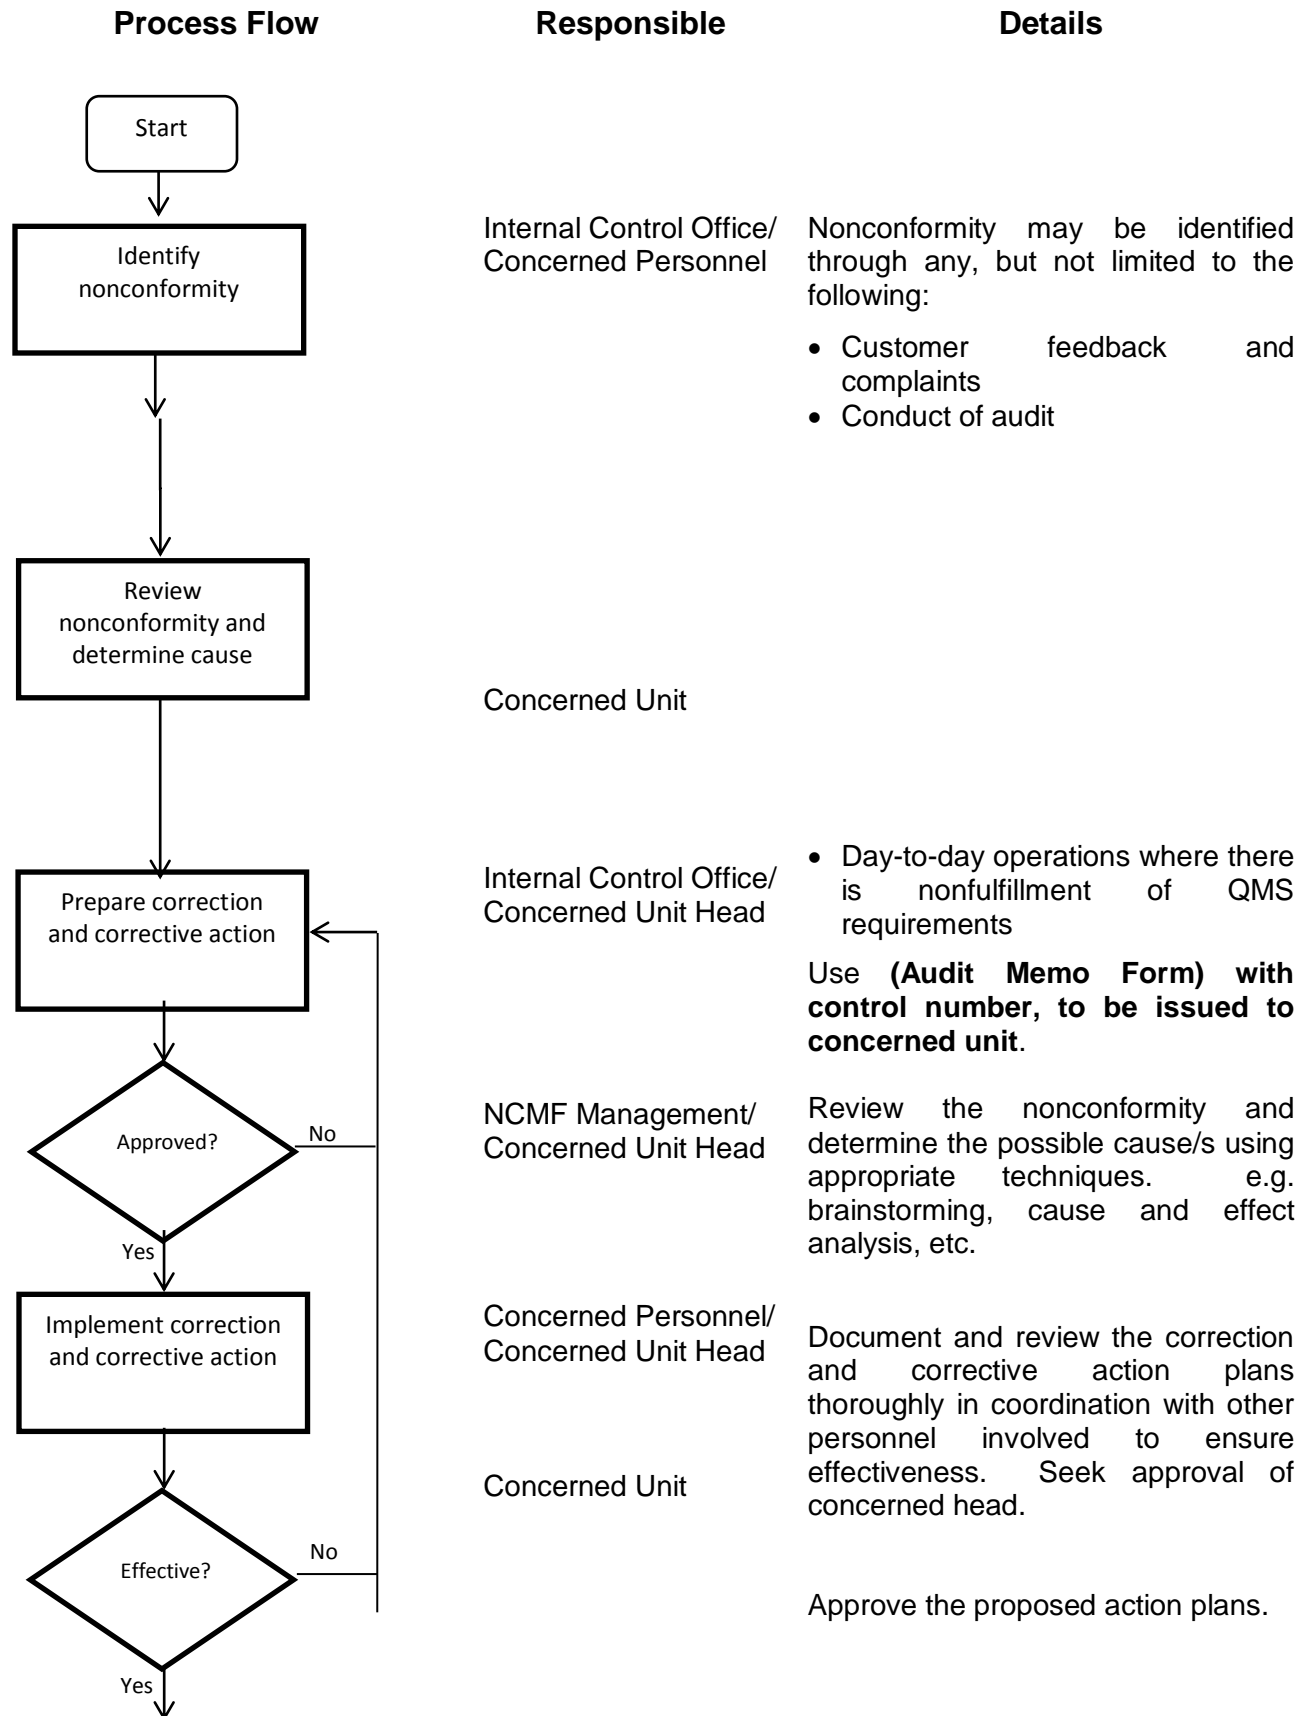 Process Flow
Responsible
Details
Start
Identify
nonconformity
Internal Control Office/
Concerned Personnel
Nonconformity may be identified
through any, but not limited to the
following:
• Customer feedback and
complaints
• Conduct of audit
Review
nonconformity and
determine cause
Concerned Unit
Prepare correction
and corrective action
Internal Control Office/
Concerned Unit Head
• Day-to-day operations where there
is nonfulfillment of QMS
requirements
Use (Audit Memo Form) with
control number, to be issued to
concerned unit.
Approved?
No
Yes
NCMF Management/
Concerned Unit Head
Review the nonconformity and
determine the possible cause/s using
appropriate techniques. e.g.
brainstorming, cause and effect
analysis, etc.
Implement correction
and corrective action
Concerned Personnel/
Concerned Unit Head
Document and review the correction
and corrective action plans
thoroughly in coordination with other
personnel involved to ensure
effectiveness. Seek approval of
concerned head.
Concerned Unit
Effective?
No
Yes
Approve the proposed action plans.